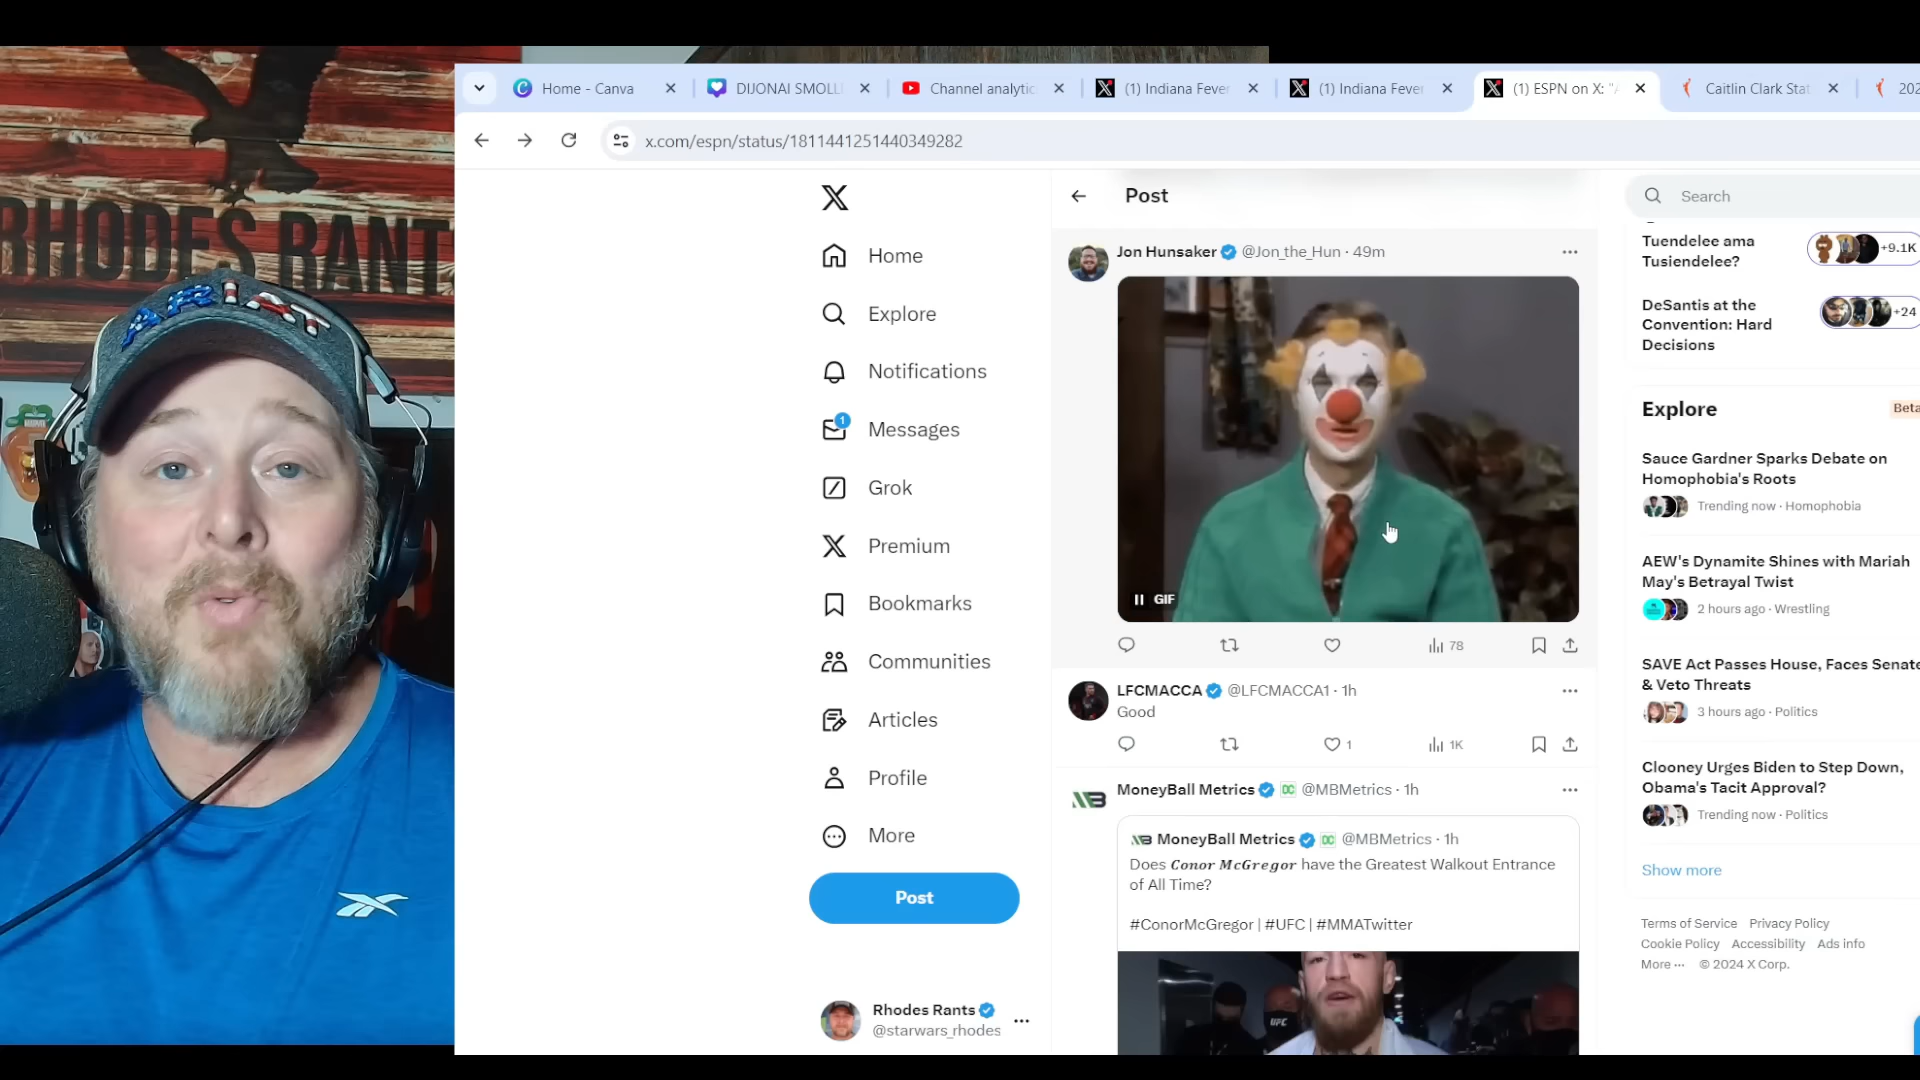 RHODES RANT
ARIAT
Home - Canva
DIJONAI SMOLL
Channel analytic
(1) Indiana Fever
(1) Indiana Fever
(1) ESPN on X: "A
Caitlin Clark Stat
202
x.com/espn/status/1811441251440349282
Home
Explore
Notifications
1
Messages
Grok
Premium
Bookmarks
Communities
Articles
Profile
More
Post
Rhodes Rants
@starwars_rhodes
Post
Jon Hunsaker @Jon_the_Hun · 49m
GIF
78
LFCMACCA @LFCMACCA1 · 1h
Good
1
1K
MoneyBall Metrics @MBMetrics · 1h
MoneyBall Metrics @MBMetrics · 1h
Does Conor McGregor have the Greatest Walkout Entrance
of All Time?
#ConorMcGregor | #UFC | #MMATwitter
UFC
Search
Tuendelee ama
Tusiendelee?
+9.1K
DeSantis at the
Convention: Hard
Decisions
+24
Explore
Beta
Sauce Gardner Sparks Debate on
Homophobia's Roots
Trending now · Homophobia
AEW's Dynamite Shines with Mariah
May's Betrayal Twist
2 hours ago · Wrestling
SAVE Act Passes House, Faces Senate
& Veto Threats
3 hours ago · Politics
Clooney Urges Biden to Step Down,
Obama's Tacit Approval?
Trending now · Politics
Show more
Terms of Service Privacy Policy
Cookie Policy Accessibility Ads info
More ··· © 2024 X Corp.